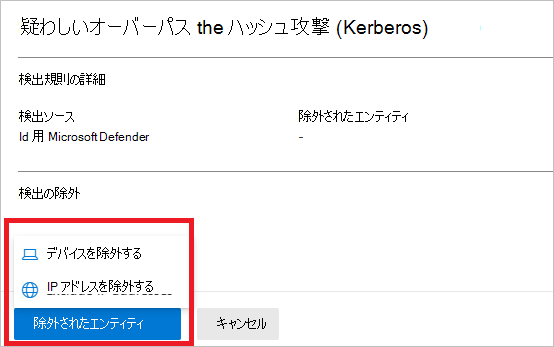 疑わしいオーバーパス the ハッシュ攻撃 (Kerberos)
検出規則の詳細
検出ソース
除外されたエンティティ
Id 用 Microsoft Defender
-
検出の除外
デバイスを除外する
IP アドレスを除外する
除外されたエンティティ
キャンセル